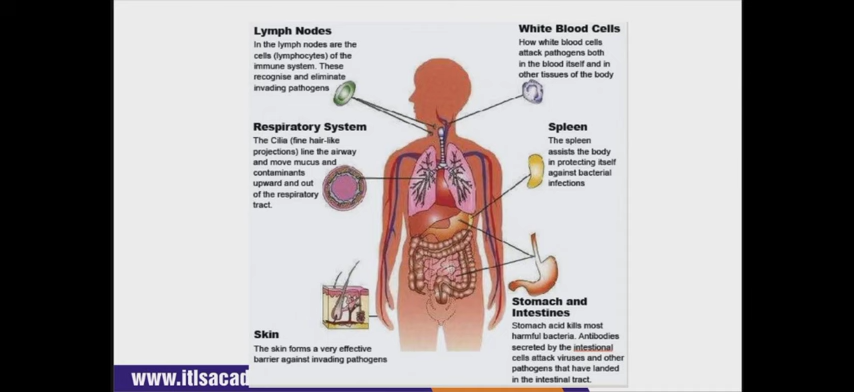 Lymph Nodes
In the lymph nodes are the
cells (lymphocytes) of the
immune system. These
recognise and eliminate
invading pathogens
White Blood Cells
How white blood cells
attack pathogens both
in the blood itself and in
other tissues of the body
Respiratory System
The Cilia (fine hair-like
projections) line the airway
and move mucus and
contaminants
upward and out
of the respiratory
tract.
Spleen
The spleen
assists the body
in protecting itself
against bacterial
infections
Skin
The skin forms a very effective
barrier against invading pathogens
Stomach and
Intestines
Stomach acid kills most
harmful bacteria. Antibodies
secreted by the intestional
cells attack viruses and other
pathogens that have landed
in the intestinal tract.
www.itlsacad